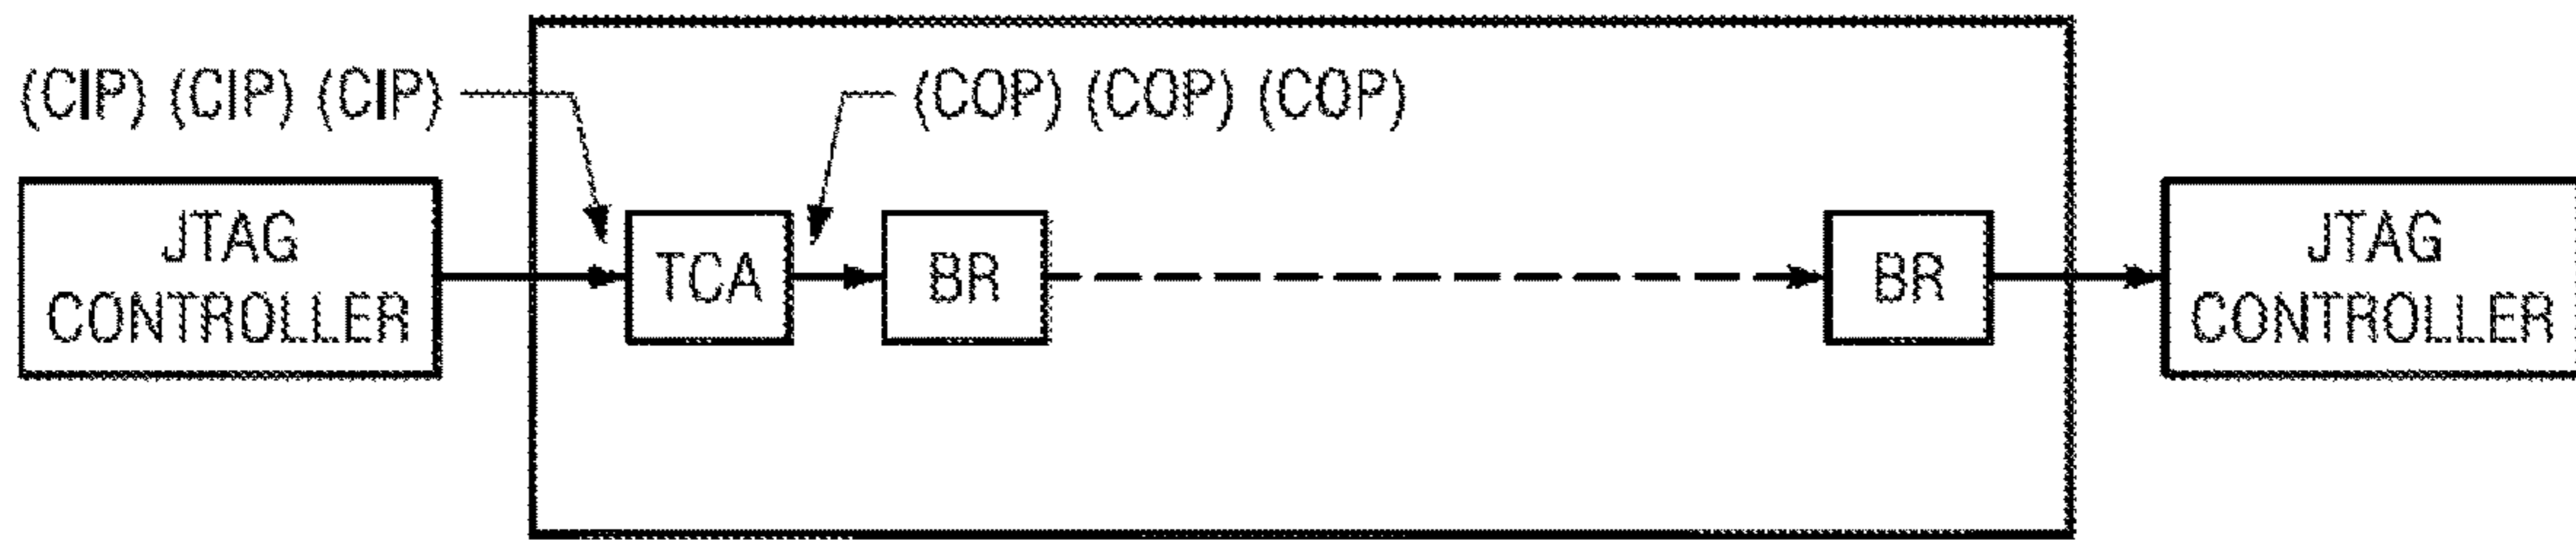 (CIP) (CIP) (CIP)
(COP) (COP) (COP)
JTAG
CONTROLLER
TCA
BR
BR
JTAG
CONTROLLER